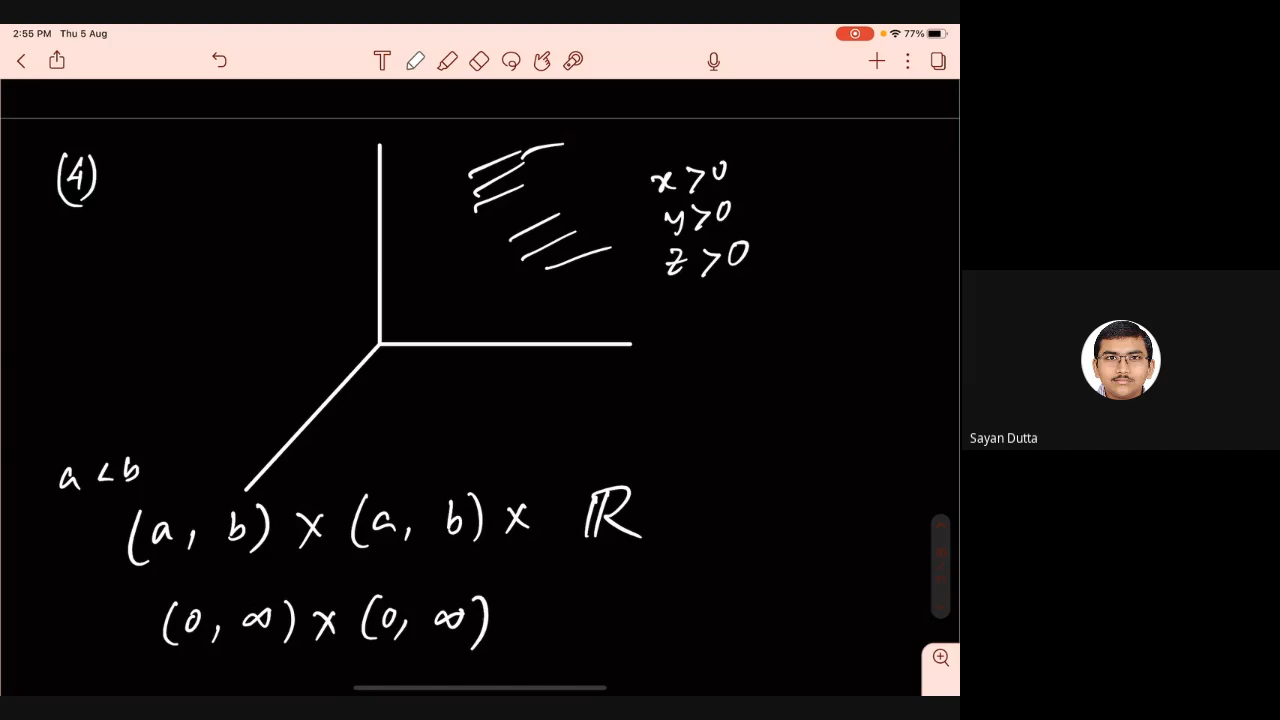 2:55 PM Thu 5 Aug
77%
(4)
x > 0
y > 0
z > 0
a < b
(a, b) × (a, b) × ℝ
(0, ∞) × (0, ∞)
Sayan Dutta